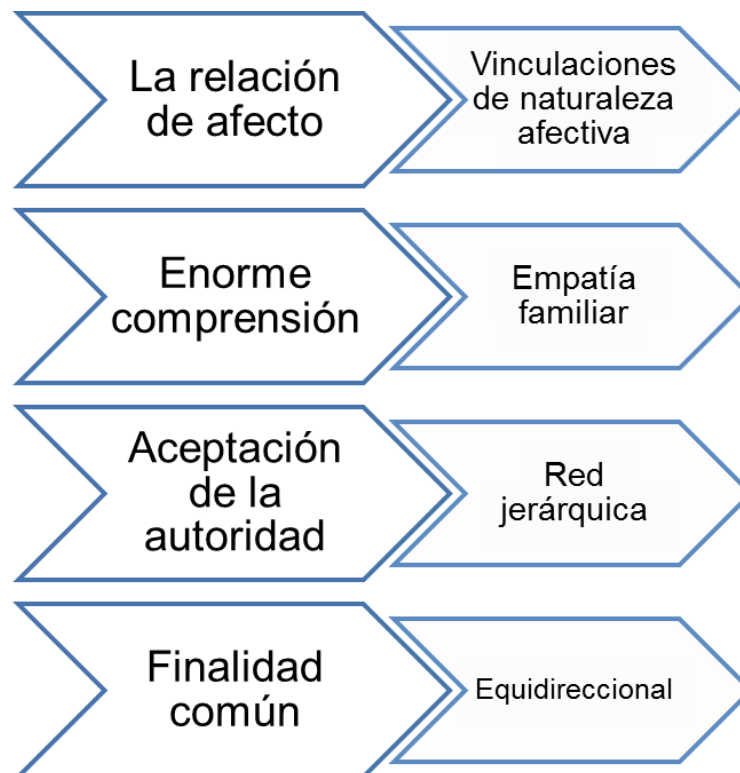 La relación
de afecto
Vinculaciones
de naturaleza
afectiva
Enorme
comprensión
Empatía
familiar
Aceptación
de la
autoridad
Red
jerárquica
Finalidad
común
Equidireccional